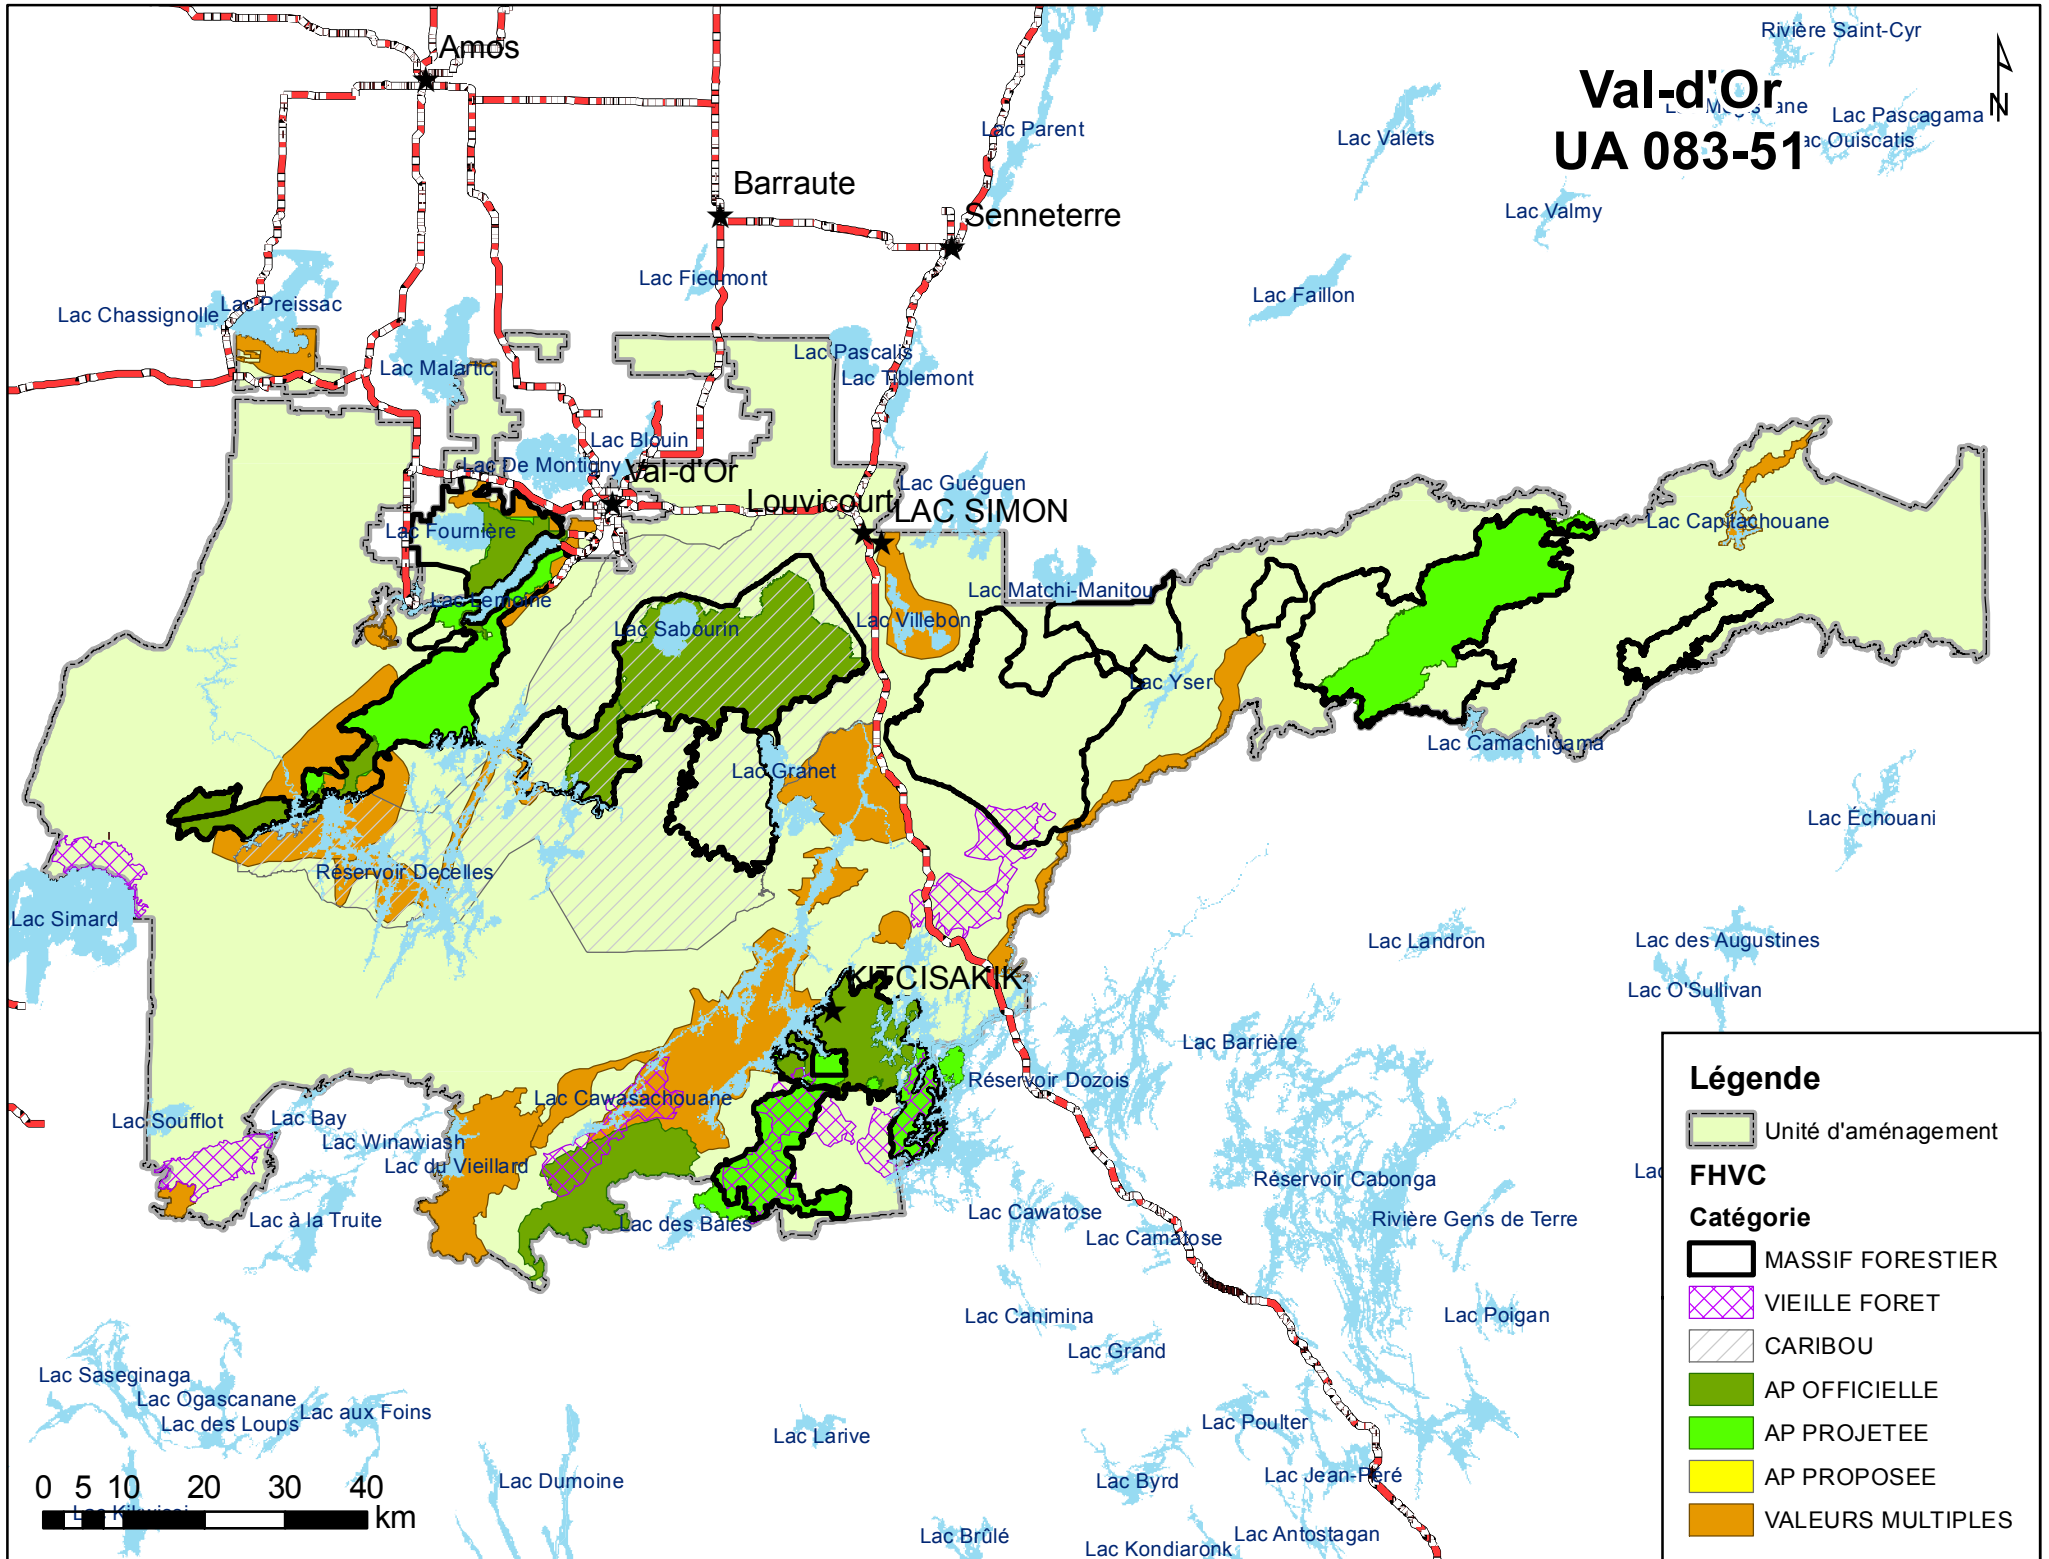 Val-d'Or
UA 083-51
N
Rivière Saint-Cyr
Lac Pascagama
Lac Ouiscatis
Lac Valets
Lac Valmy
Lac Faillon
Lac Parent
Amos
Barraute
Senneterre
Lac Fiedmont
Lac Chassignolle
Lac Preissac
Lac Malartic
Lac Pascalis
Lac Tiblemont
Lac Blouin
Lac De Montigny
Val-d'Or
Louvicourt
Lac Guéguen
LAC SIMON
Lac Fournière
Lac Capitachouane
Lac Lemoine
Lac Matchi-Manitou
Lac Sabourin
Lac Villebon
Lac Yser
Lac Camachigama
Lac Granet
Lac Échouani
Réservoir Decelles
Lac Simard
Lac Landron
Lac des Augustines
Lac O'Sullivan
KITCISAKIK
Lac Barrière
Réservoir Dozois
Lac Cawasachouane
Lac Soufflot
Lac Bay
Lac Winawiash
Lac du Vieillard
Lac à la Truite
Lac des Baies
Réservoir Cabonga
Lac Cawatose
Lac Camatose
Rivière Gens de Terre
Lac
Lac Canimina
Lac Grand
Lac Poigan
Lac Saseginaga
Lac Ogascanane
Lac des Loups
Lac aux Foins
Lac Larive
Lac Poulter
Lac Dumoine
Lac Byrd
Lac Jean-Péré
Lac Brûlé
Lac Antostagan
Lac Kondiaronk
0 5 10 20 30 40
km
Légende
Unité d'aménagement
FHVC
Catégorie
MASSIF FORESTIER
VIEILLE FORET
CARIBOU
AP OFFICIELLE
AP PROJETEE
AP PROPOSEE
VALEURS MULTIPLES